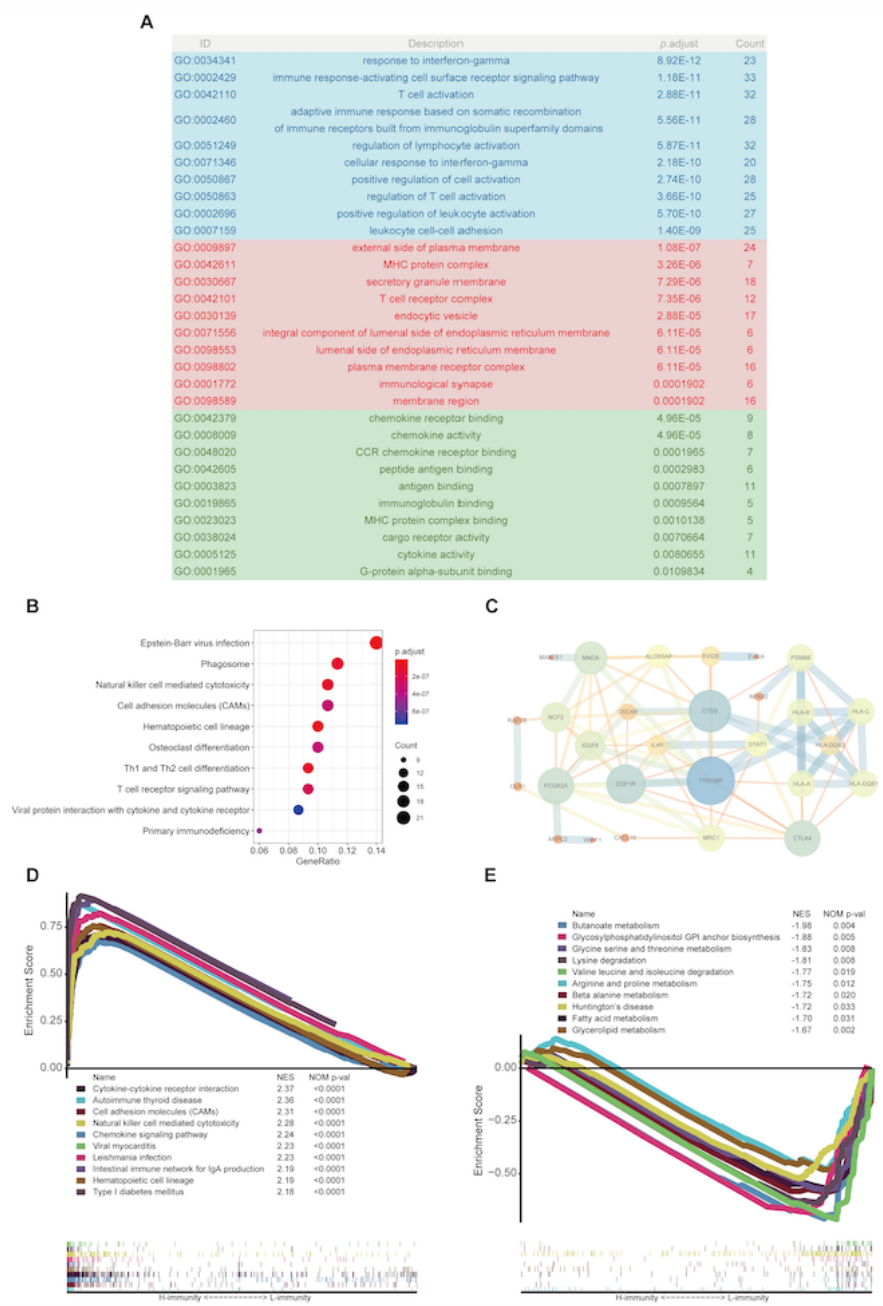 A
ID Description p.adjust Count
GO:0034341 response to interferon-gamma 8.92E-12 23
GO:0002429 immune response-activating cell surface receptor signaling pathway 1.18E-11 33
GO:0042110 T cell activation 2.88E-11 32
adaptive immune response based on somatic recombination
GO:0002460 of immune receptors built from immunoglobulin superfamily domains 5.56E-11 28
GO:0051249 regulation of lymphocyte activation 5.87E-11 32
GO:0071346 cellular response to interferon-gamma 2.18E-10 20
GO:0050867 positive regulation of cell activation 2.74E-10 28
GO:0050863 regulation of T cell activation 3.66E-10 25
GO:0002696 positive regulation of leukocyte activation 5.70E-10 27
GO:0007159 leukocyte cell-cell adhesion 1.40E-09 25
GO:0009897 external side of plasma membrane 1.08E-07 24
GO:0042611 MHC protein complex 3.26E-06 7
GO:0030667 secretory granule membrane 7.29E-06 18
GO:0042101 T cell receptor complex 7.35E-06 12
GO:0030139 endocytic vesicle 2.88E-05 17
GO:0071556 integral component of lumenal side of endoplasmic reticulum membrane 6.11E-05 6
GO:0098553 lumenal side of endoplasmic reticulum membrane 6.11E-05 6
GO:0098802 plasma membrane receptor complex 6.11E-05 16
GO:0001772 immunological synapse 0.0001902 6
GO:0098589 membrane region 0.0001902 16
GO:0042379 chemokine receptor binding 4.96E-05 9
GO:0008009 chemokine activity 4.96E-05 8
GO:0048020 CCR chemokine receptor binding 0.0001965 7
GO:0042605 peptide antigen binding 0.0002983 6
GO:0003823 antigen binding 0.0007897 11
GO:0019865 immunoglobulin binding 0.0009564 5
GO:0023023 MHC protein complex binding 0.0010138 5
GO:0038024 cargo receptor activity 0.0070664 7
GO:0005125 cytokine activity 0.0080655 11
GO:0001965 G-protein alpha-subunit binding 0.0109834 4
B
Epstein-Barr virus infection
Phagosome
Natural killer cell mediated cytotoxicity
Cell adhesion molecules (CAMs)
Hematopoietic cell lineage
Osteoclast differentiation
Th1 and Th2 cell differentiation
T cell receptor signaling pathway
Viral protein interaction with cytokine and cytokine receptor
Primary immunodeficiency
0.06 0.08 0.10 0.12 0.14
GeneRatio
p.adjust
2e-07
4e-07
6e-07
Count
9
12
15
18
21
C
MNDA ALOX5AP EVI2B PSMB8
NCF2 OSCAR CTSS HLA-B HLA-C
IGSF6 IL4R STAT1 HLA-DQB2
FCGR2A CSF1R TYROBP HLA-A HLA-DQB1
MRC1 CTLA4
D
Enrichment Score
0.75
0.50
0.25
0.00
Name NES NOM p-val
Cytokine-cytokine receptor interaction 2.37 <0.0001
Autoimmune thyroid disease 2.36 <0.0001
Cell adhesion molecules (CAMs) 2.31 <0.0001
Natural killer cell mediated cytotoxicity 2.28 <0.0001
Chemokine signaling pathway 2.24 <0.0001
Viral myocarditis 2.23 <0.0001
Leishmania infection 2.23 <0.0001
Intestinal immune network for IgA production 2.19 <0.0001
Hematopoietic cell lineage 2.19 <0.0001
Type I diabetes mellitus 2.18 <0.0001
H-immunity <----------> L-immunity
E
Name NES NOM p-val
Butanoate metabolism -1.98 0.004
Glycosylphosphatidylinositol GPI anchor biosynthesis -1.88 0.005
Glycine serine and threonine metabolism -1.83 0.008
Lysine degradation -1.81 0.008
Valine leucine and isoleucine degradation -1.77 0.019
Arginine and proline metabolism -1.75 0.012
Beta alanine metabolism -1.72 0.020
Huntington's disease -1.72 0.033
Fatty acid metabolism -1.70 0.031
Glycerolipid metabolism -1.67 0.002
Enrichment Score
0.00
−0.25
−0.50
H-immunity <----------> L-immunity